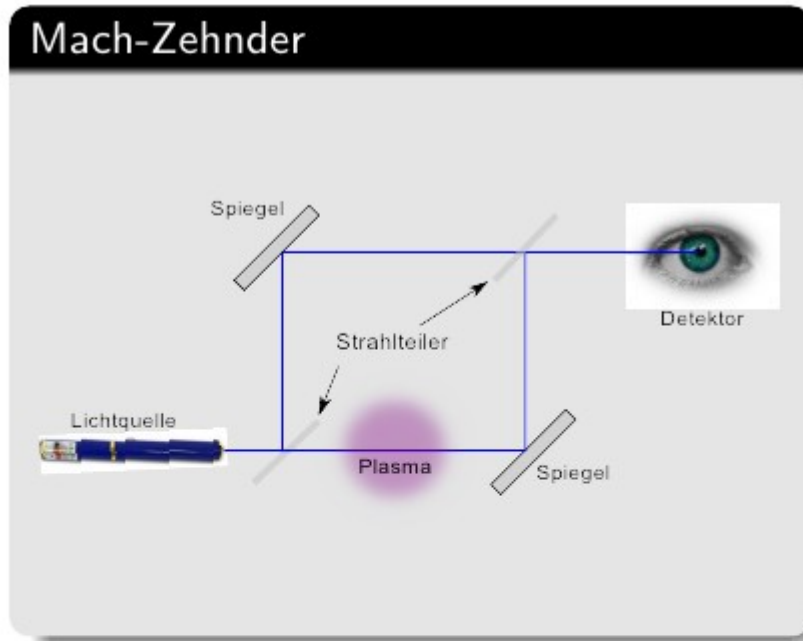 Mach-Zehnder
Spiegel
Detektor
Strahlteiler
Lichtquelle
Plasma
Spiegel